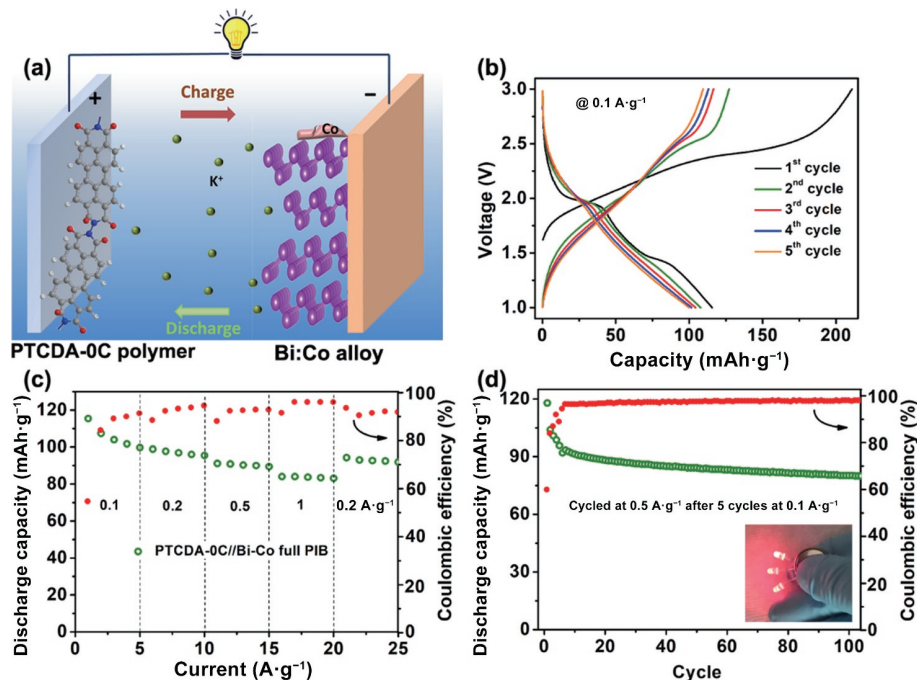 (a)
+
Charge
−
Co
K⁺
Discharge
PTCDA-0C polymer
Bi:Co alloy
(b)
@ 0.1 A·g⁻¹
3.0
2.5
2.0
1.5
1.0
Voltage (V)
1ˢᵗ cycle
2ⁿᵈ cycle
3ʳᵈ cycle
4ᵗʰ cycle
5ᵗʰ cycle
0 50 100 150 200
Capacity (mAh·g⁻¹)
(c)
Discharge capacity (mAh·g⁻¹)
120
100
80
60
40
20
0
100
80
60
40
20
0
Coulombic efficiency (%)
0.1 0.2 0.5 1 0.2 A·g⁻¹
PTCDA-0C//Bi-Co full PIB
0 5 10 15 20 25
Current (A·g⁻¹)
(d)
Discharge capacity (mAh·g⁻¹)
120
90
75
60
45
30
15
0
100
80
60
40
20
0
Coulombic efficiency (%)
Cycled at 0.5 A·g⁻¹ after 5 cycles at 0.1 A·g⁻¹
0 20 40 60 80 100
Cycle